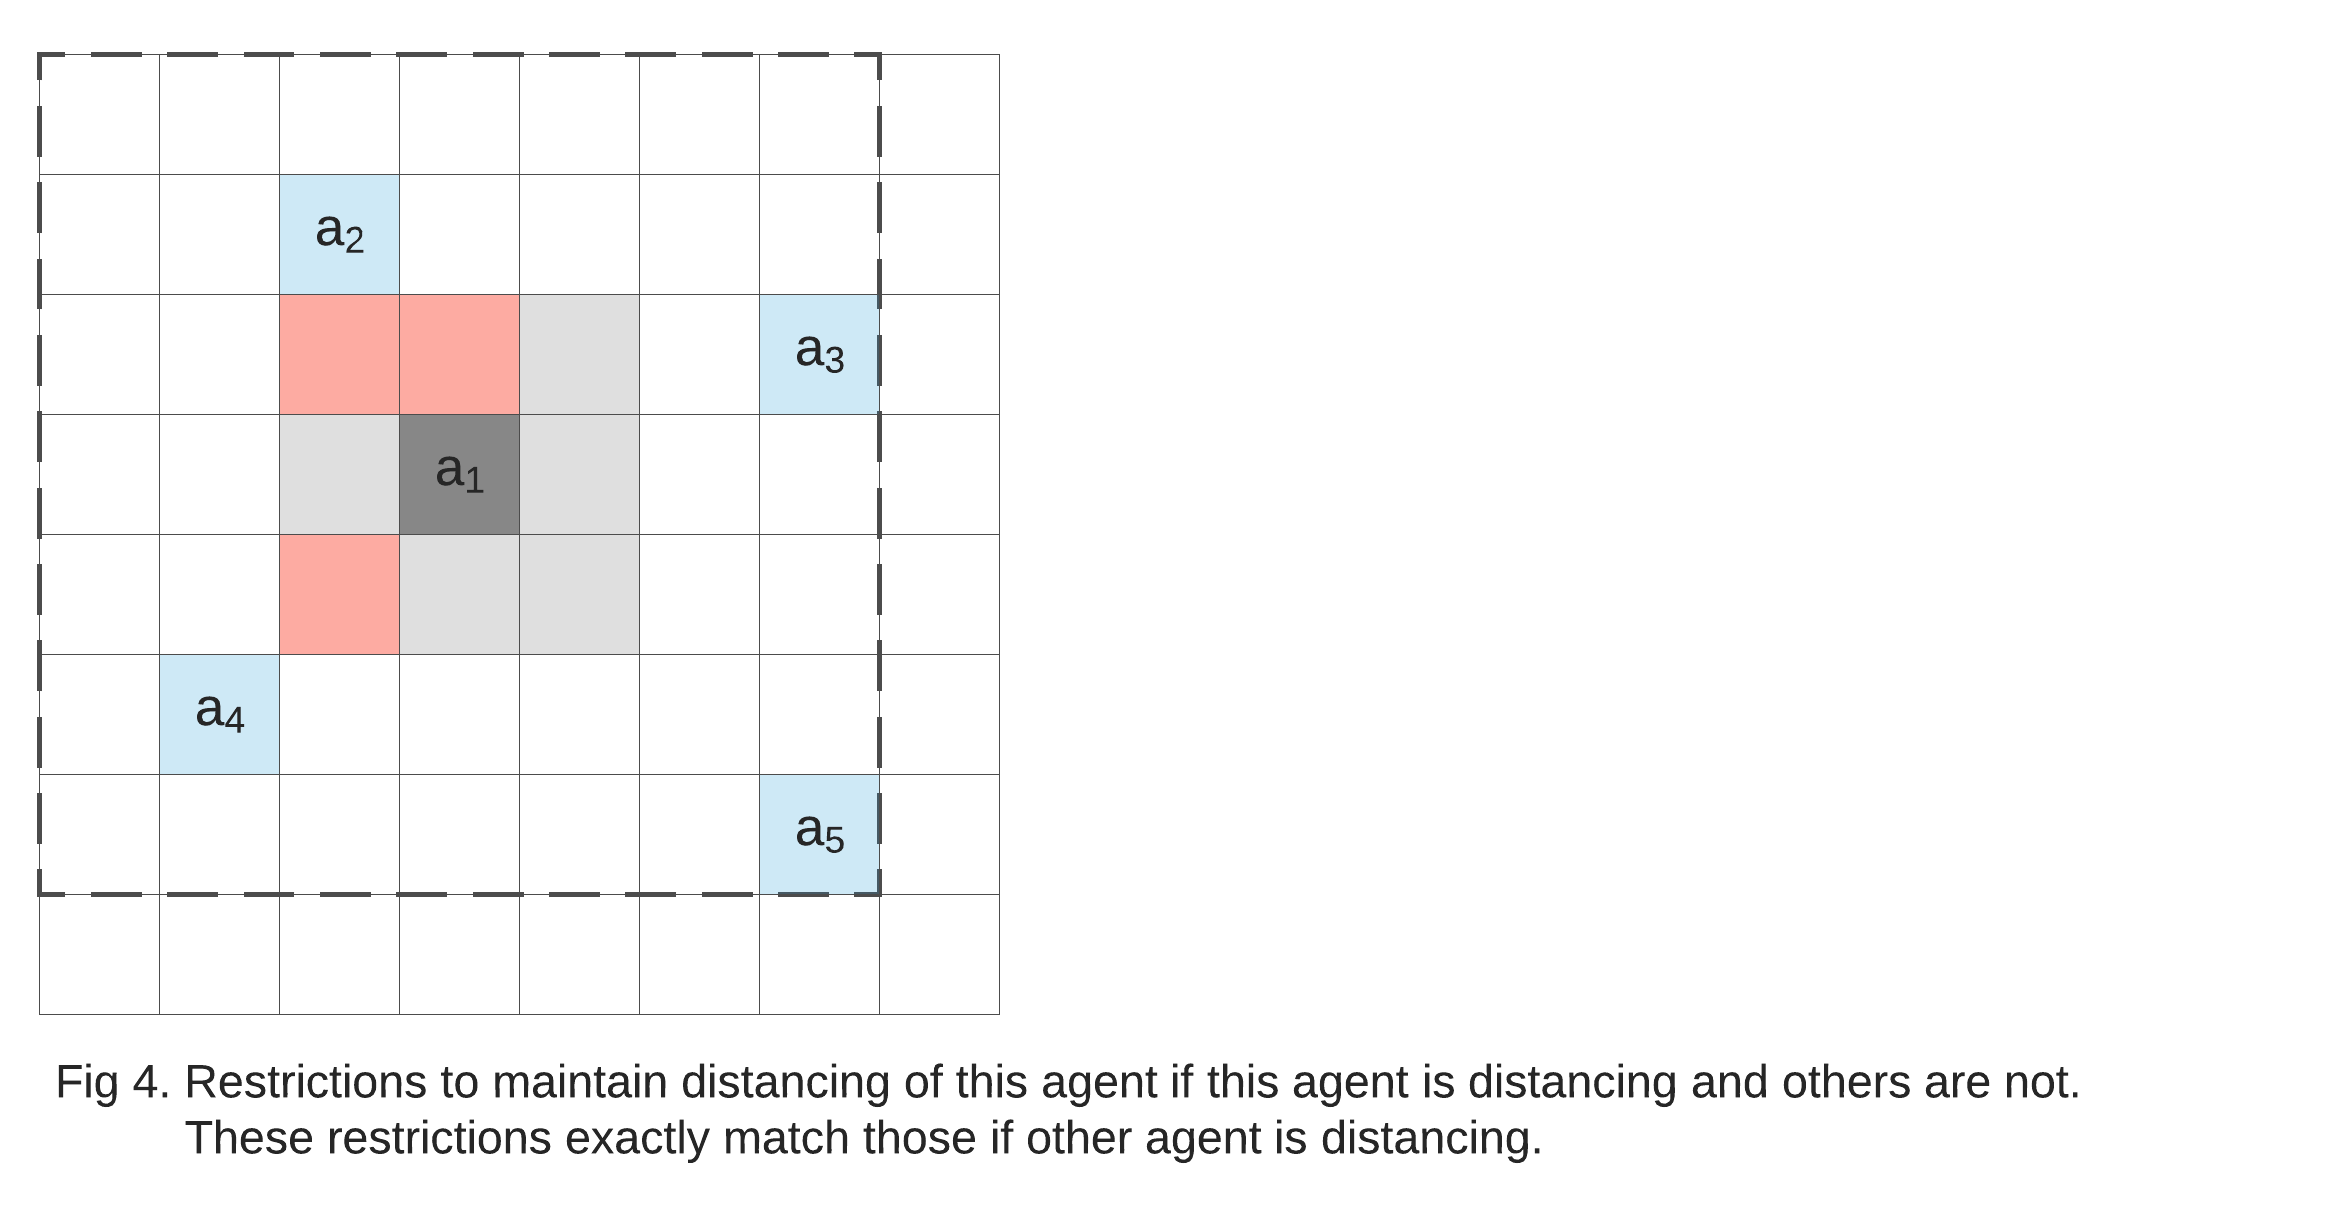 a2
a3
a1
a4
a5
Fig 4. Restrictions to maintain distancing of this agent if this agent is distancing and others are not.
These restrictions exactly match those if other agent is distancing.